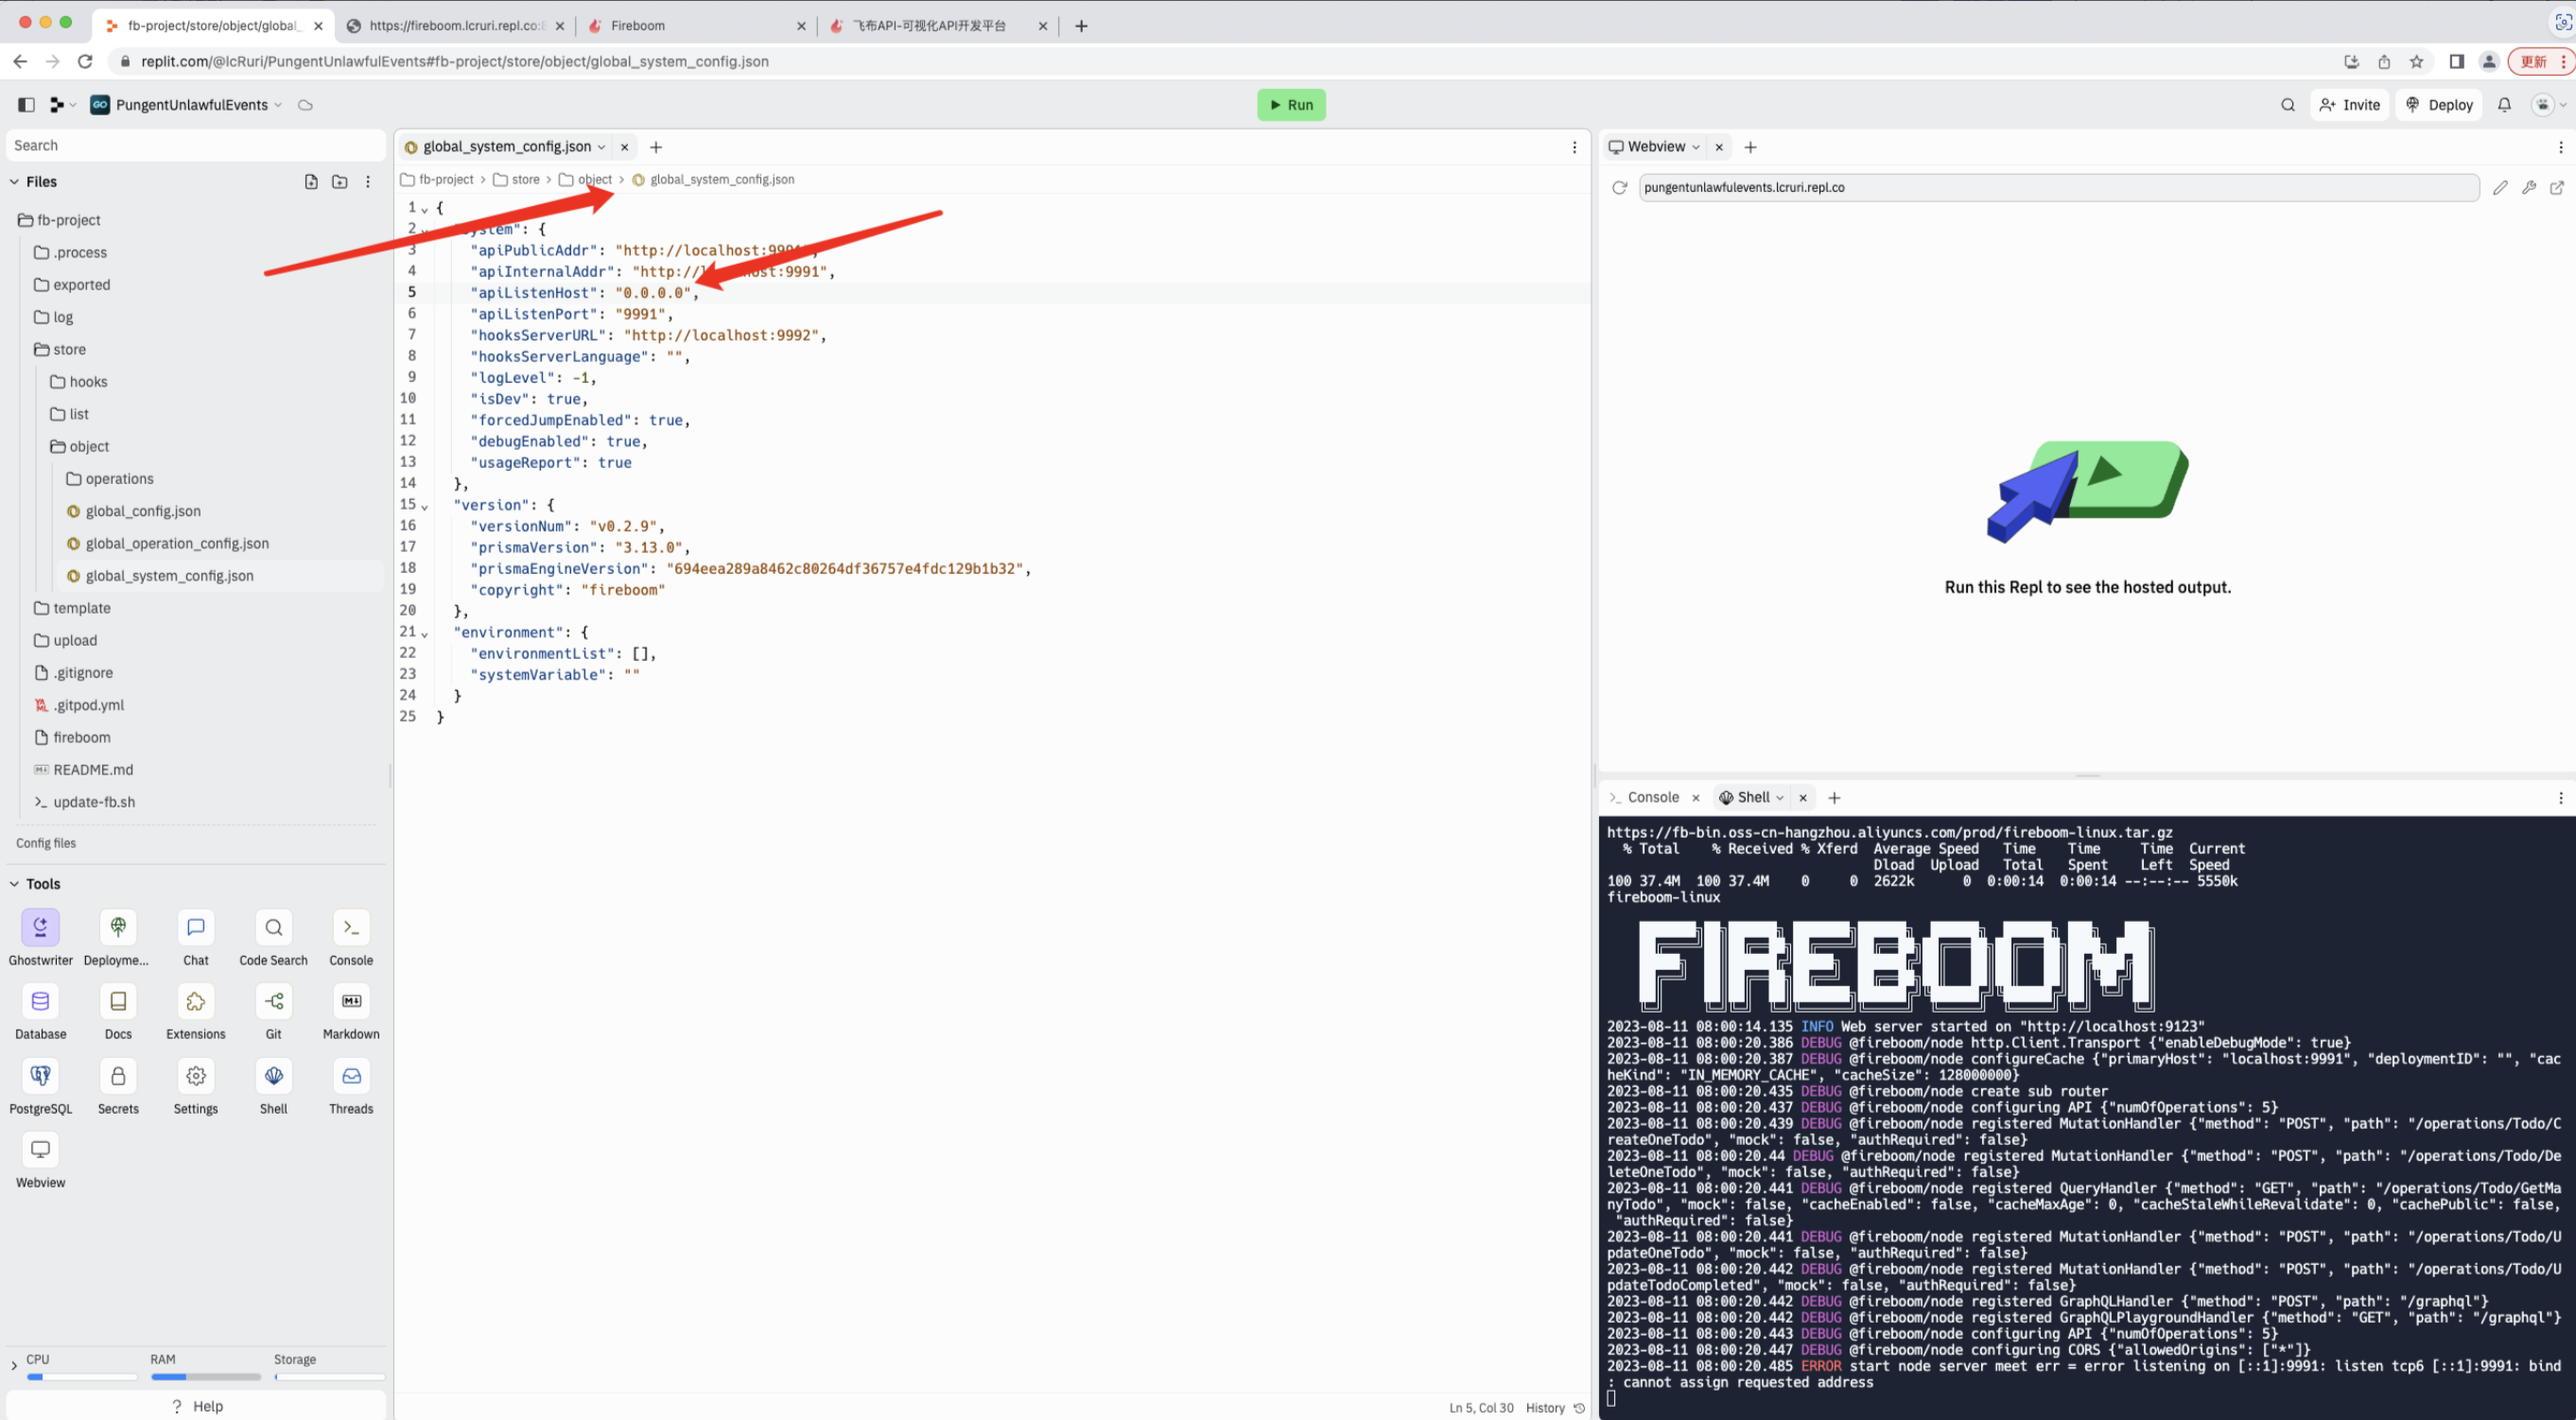 fb-project/store/object/global_
https://fireboom.lcruri.repl.co:8
Fireboom
飞布API-可视化API开发平台
replit.com/@lcRuri/PungentUnlawfulEvents#fb-project/store/object/global_system_config.json
更新
GO PungentUnlawfulEvents
Run
Invite
Deploy
Search
Files
fb-project
.process
exported
log
store
hooks
list
object
operations
global_config.json
global_operation_config.json
global_system_config.json
template
upload
.gitignore
.gitpod.yml
fireboom
README.md
update-fb.sh
Config files
Tools
Ghostwriter Deployme... Chat Code Search Console
Database Docs Extensions Git Markdown
PostgreSQL Secrets Settings Shell Threads
Webview
CPU RAM Storage
? Help
global_system_config.json
fb-project > store > object > global_system_config.json
1 {
2 system": {
3 "apiPublicAddr": "http://localhost:9991",
4 "apiInternalAddr": "http://l st:9991",
5 "apiListenHost": "0.0.0.0",
6 "apiListenPort": "9991",
7 "hooksServerURL": "http://localhost:9992",
8 "hooksServerLanguage": "",
9 "logLevel": -1,
10 "isDev": true,
11 "forcedJumpEnabled": true,
12 "debugEnabled": true,
13 "usageReport": true
14 },
15 "version": {
16 "versionNum": "v0.2.9",
17 "prismaVersion": "3.13.0",
18 "prismaEngineVersion": "694eea289a8462c80264df36757e4fdc129b1b32",
19 "copyright": "fireboom"
20 },
21 "environment": {
22 "environmentList": [],
23 "systemVariable": ""
24 }
25 }
Ln 5, Col 30 History
Webview
pungentunlawfulevents.lcruri.repl.co
Run this Repl to see the hosted output.
Console
Shell
https://fb-bin.oss-cn-hangzhou.aliyuncs.com/prod/fireboom-linux.tar.gz
% Total % Received % Xferd Average Speed Time Time Time Current
Dload Upload Total Spent Left Speed
100 37.4M 100 37.4M 0 0 2622k 0 0:00:14 0:00:14 --:--:-- 5550k
fireboom-linux
FIREBOOM
2023-08-11 08:00:14.135 INFO Web server started on "http://localhost:9123"
2023-08-11 08:00:20.386 DEBUG @fireboom/node http.Client.Transport {"enableDebugMode": true}
2023-08-11 08:00:20.387 DEBUG @fireboom/node configureCache {"primaryHost": "localhost:9991", "deploymentID": "", "cac
heKind": "IN_MEMORY_CACHE", "cacheSize": 128000000}
2023-08-11 08:00:20.435 DEBUG @fireboom/node create sub router
2023-08-11 08:00:20.437 DEBUG @fireboom/node configuring API {"numOfOperations": 5}
2023-08-11 08:00:20.439 DEBUG @fireboom/node registered MutationHandler {"method": "POST", "path": "/operations/Todo/C
reateOneTodo", "mock": false, "authRequired": false}
2023-08-11 08:00:20.44 DEBUG @fireboom/node registered MutationHandler {"method": "POST", "path": "/operations/Todo/De
leteOneTodo", "mock": false, "authRequired": false}
2023-08-11 08:00:20.441 DEBUG @fireboom/node registered QueryHandler {"method": "GET", "path": "/operations/Todo/GetMa
nyTodo", "mock": false, "cacheEnabled": false, "cacheMaxAge": 0, "cacheStaleWhileRevalidate": 0, "cachePublic": false,
"authRequired": false}
2023-08-11 08:00:20.441 DEBUG @fireboom/node registered MutationHandler {"method": "POST", "path": "/operations/Todo/U
pdateOneTodo", "mock": false, "authRequired": false}
2023-08-11 08:00:20.442 DEBUG @fireboom/node registered MutationHandler {"method": "POST", "path": "/operations/Todo/U
pdateTodoCompleted", "mock": false, "authRequired": false}
2023-08-11 08:00:20.442 DEBUG @fireboom/node registered GraphQLHandler {"method": "POST", "path": "/graphql"}
2023-08-11 08:00:20.442 DEBUG @fireboom/node registered GraphQLPlaygroundHandler {"method": "GET", "path": "/graphql"}
2023-08-11 08:00:20.443 DEBUG @fireboom/node configuring API {"numOfOperations": 5}
2023-08-11 08:00:20.447 DEBUG @fireboom/node configuring CORS {"allowedOrigins": ["*"]}
2023-08-11 08:00:20.485 ERROR start node server meet err = error listening on [::1]:9991: listen tcp6 [::1]:9991: bind
: cannot assign requested address